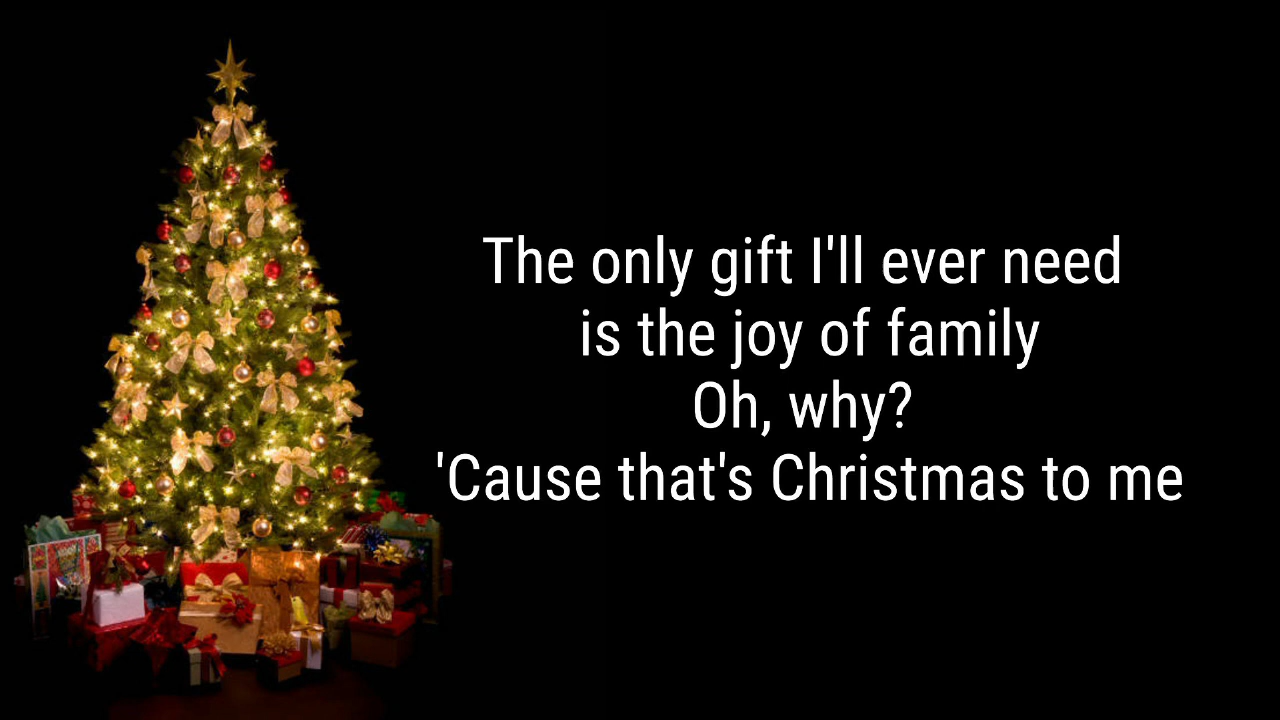 The only gift I'll ever need
is the joy of family
Oh, why?
'Cause that's Christmas to me